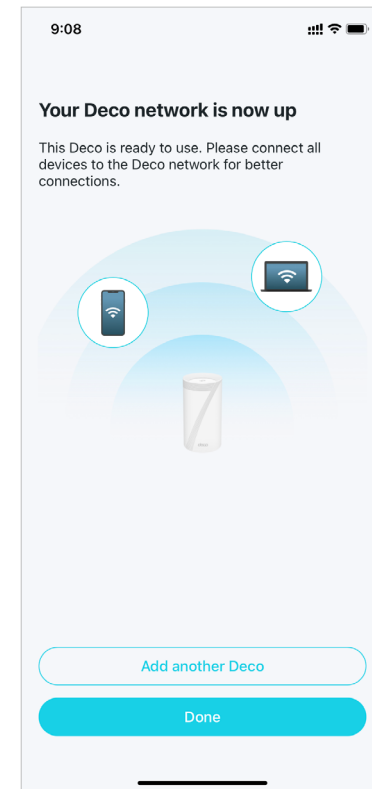 9:08
Your Deco network is now up
This Deco is ready to use. Please connect all
devices to the Deco network for better
connections.
deco
Add another Deco
Done